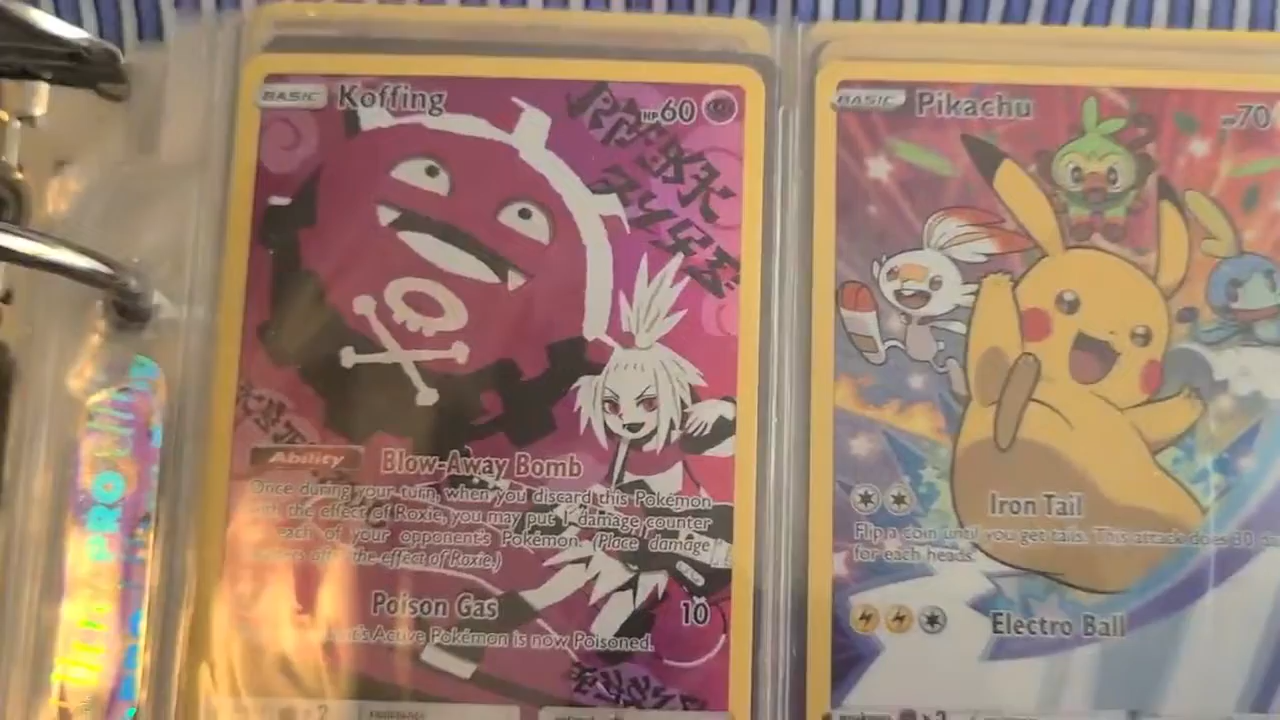 BASIC Koffing HP60
Ability Blow-Away Bomb
Once during your turn, when you discard this Pokémon
with the effect of Roxie, you may put 1 damage counter
each of your opponent's Pokémon. (Place damage
the effect of Roxie.)
Poison Gas 10
Active Pokémon is now Poisoned.
×2
BASIC Pikachu 70
Iron Tail
Flip a coin until you get tails. This attack does 30
for each heads.
Electro Ball
PRO